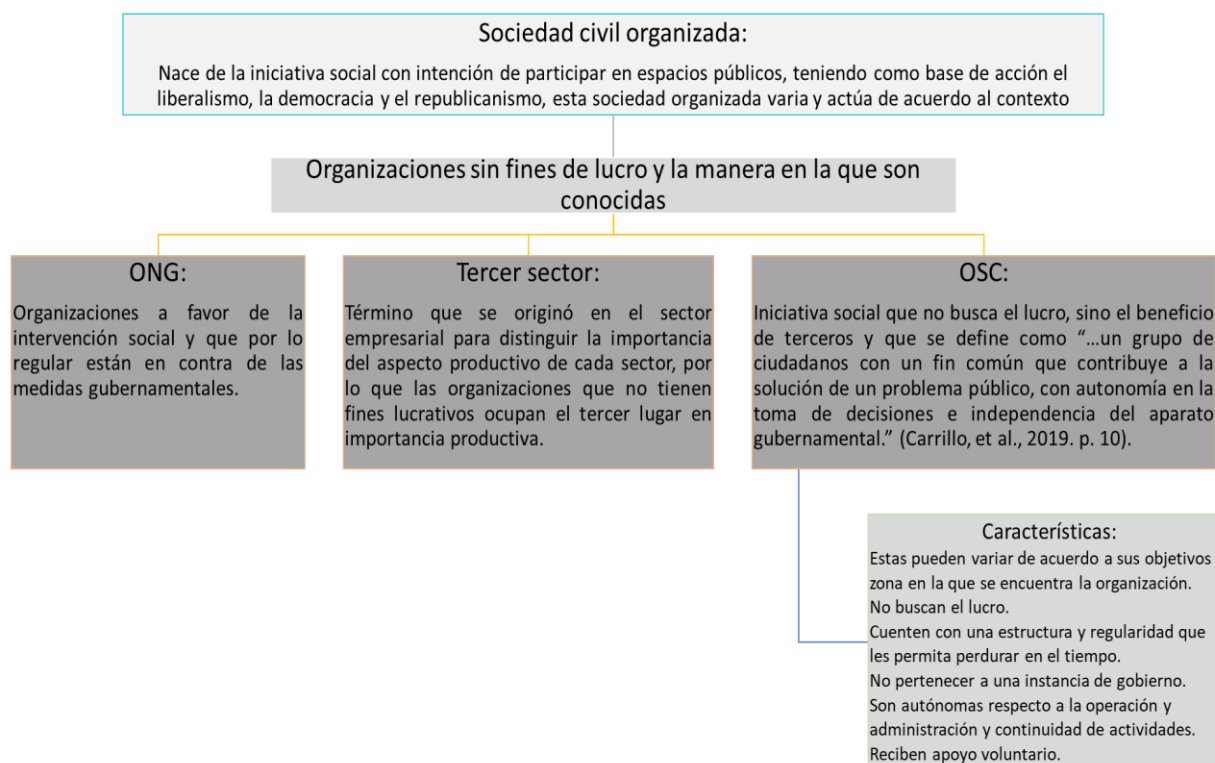 Sociedad civil organizada:
Nace de la iniciativa social con intención de participar en espacios públicos, teniendo como base de acción el
liberalismo, la democracia y el republicanismo, esta sociedad organizada varia y actúa de acuerdo al contexto
Organizaciones sin fines de lucro y la manera en la que son
conocidas
ONG:
Organizaciones a favor de la
intervención social y que por lo
regular están en contra de las
medidas gubernamentales.
Tercer sector:
Término que se originó en el sector
empresarial para distinguir la importancia
del aspecto productivo de cada sector, por
lo que las organizaciones que no tienen
fines lucrativos ocupan el tercer lugar en
importancia productiva.
OSC:
Iniciativa social que no busca el lucro, sino el beneficio
de terceros y que se define como “...un grupo de
ciudadanos con un fin común que contribuye a la
solución de un problema público, con autonomía en la
toma de decisiones e independencia del aparato
gubernamental.” (Carrillo, et al., 2019. p. 10).
Características:
Estas pueden variar de acuerdo a sus objetivos
zona en la que se encuentra la organización.
No buscan el lucro.
Cuenten con una estructura y regularidad que
les permita perdurar en el tiempo.
No pertenecer a una instancia de gobierno.
Son autónomas respecto a la operación y
administración y continuidad de actividades.
Reciben apoyo voluntario.